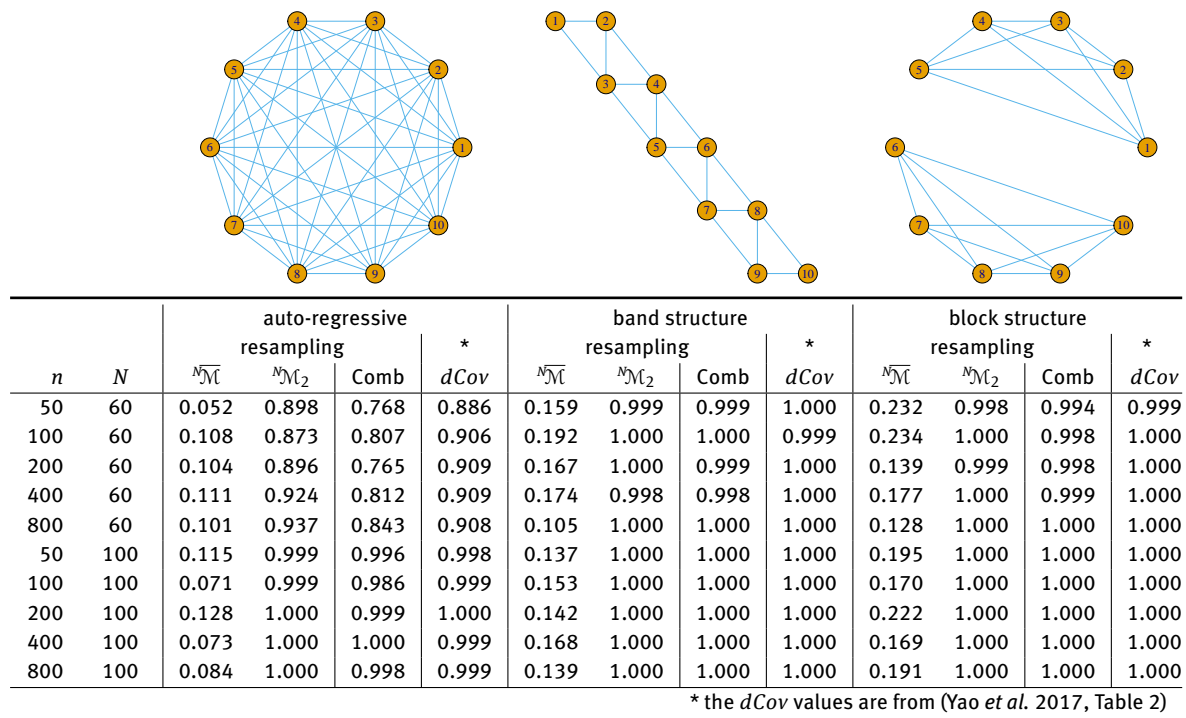 4 3 1 2 4 3
5 2 3 4 5 2
6 1 5 6 6 1
7 10 7 8 7 10
8 9 9 10 8 9
auto-regressive band structure block structure
resampling * resampling * resampling *
n N ᴺ𝔐̅ ᴺ𝔐₂ Comb dCov ᴺ𝔐̅ ᴺ𝔐₂ Comb dCov ᴺ𝔐̅ ᴺ𝔐₂ Comb dCov
50 60 0.052 0.898 0.768 0.886 0.159 0.999 0.999 1.000 0.232 0.998 0.994 0.999
100 60 0.108 0.873 0.807 0.906 0.192 1.000 1.000 0.999 0.234 1.000 0.998 1.000
200 60 0.104 0.896 0.765 0.909 0.167 1.000 0.999 1.000 0.139 0.999 0.998 1.000
400 60 0.111 0.924 0.812 0.909 0.174 0.998 0.998 1.000 0.177 1.000 0.999 1.000
800 60 0.101 0.937 0.843 0.908 0.105 1.000 1.000 1.000 0.128 1.000 1.000 1.000
50 100 0.115 0.999 0.996 0.998 0.137 1.000 1.000 1.000 0.195 1.000 1.000 1.000
100 100 0.071 0.999 0.986 0.999 0.153 1.000 1.000 1.000 0.170 1.000 1.000 1.000
200 100 0.128 1.000 0.999 1.000 0.142 1.000 1.000 1.000 0.222 1.000 1.000 1.000
400 100 0.073 1.000 1.000 0.999 0.168 1.000 1.000 1.000 0.169 1.000 1.000 1.000
800 100 0.084 1.000 0.998 0.999 0.139 1.000 1.000 1.000 0.191 1.000 1.000 1.000
* the dCov values are from (Yao et al. 2017, Table 2)